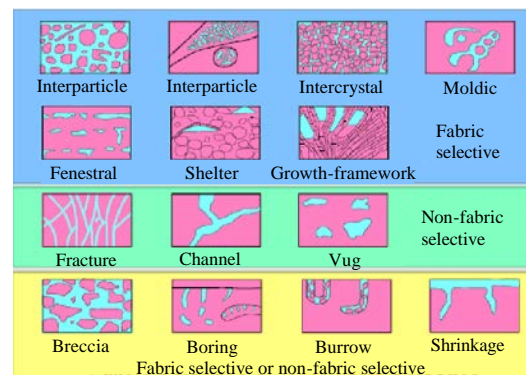 Interparticle Interparticle Intercrystal Moldic
Fabric
selective
Fenestral Shelter Growth-framework
Non-fabric
selective
Fracture Channel Vug
Breccia Boring Burrow Shrinkage
Fabric selective or non-fabric selective